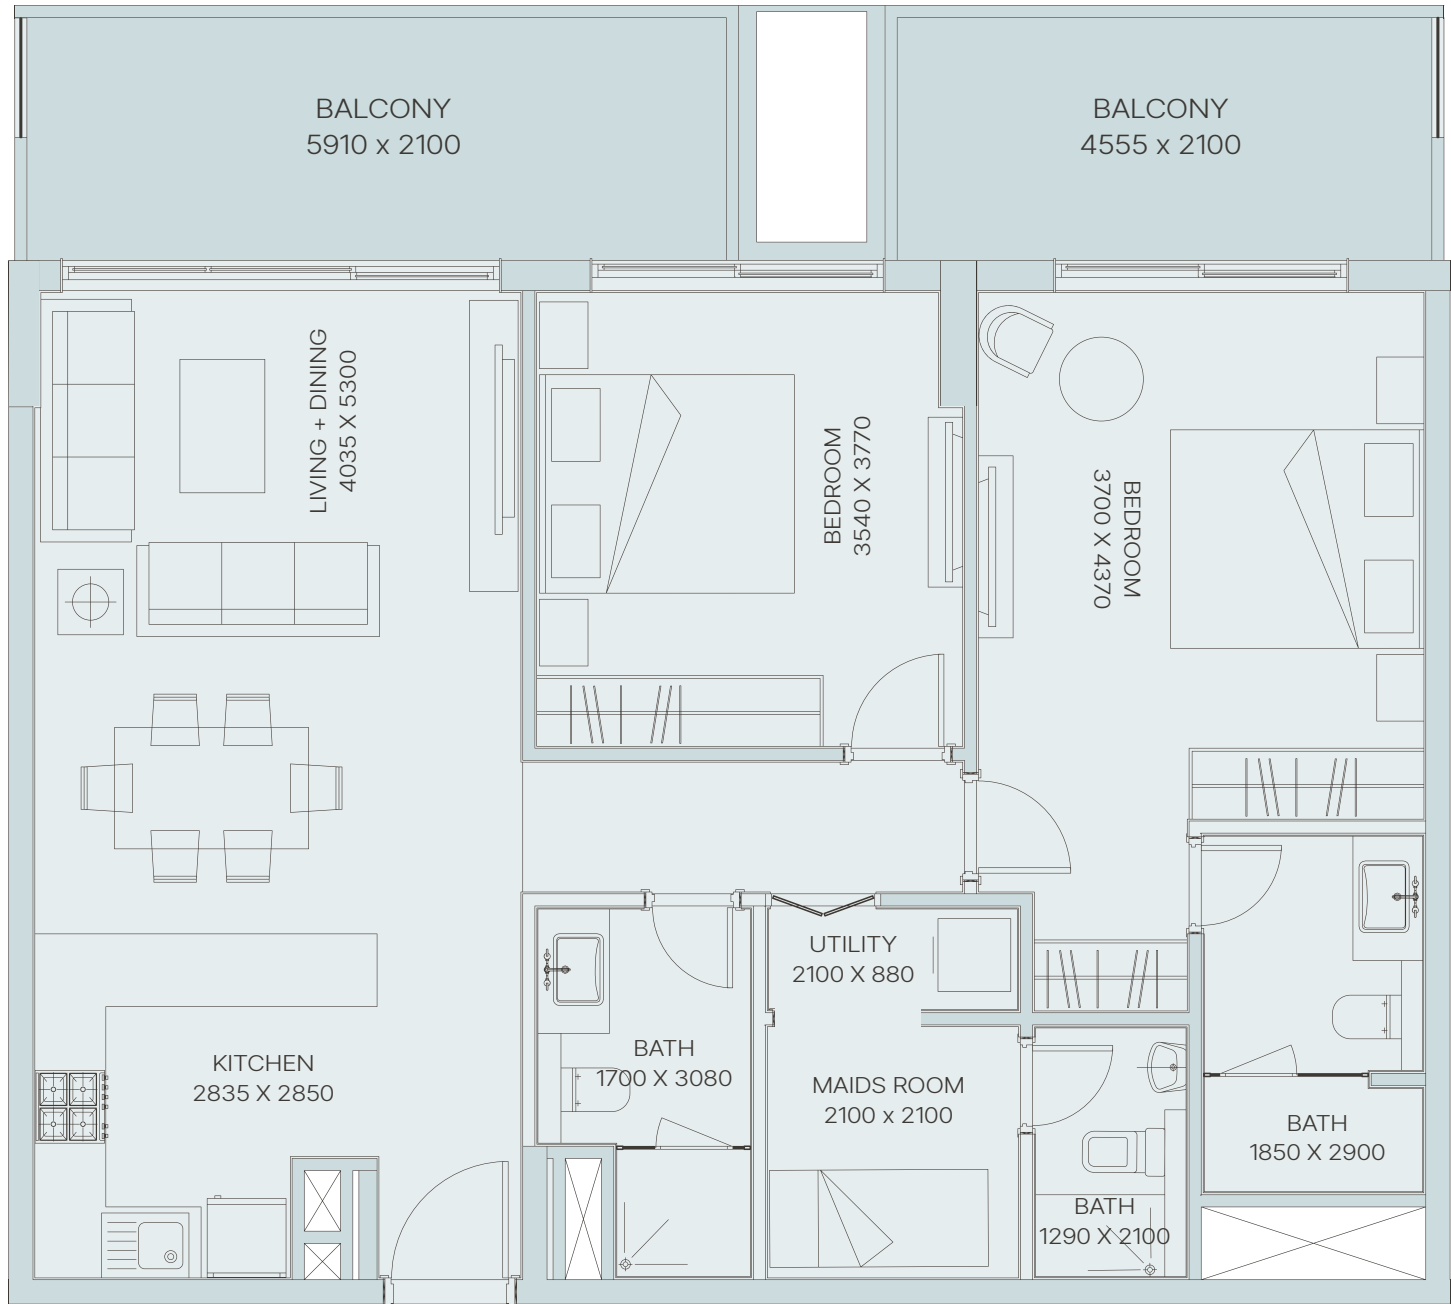 BALCONY
5910 x 2100
BALCONY
4555 x 2100
LIVING + DINING
4035 X 5300
BEDROOM
3540 X 3770
BEDROOM
3700 X 4370
UTILITY
2100 X 880
KITCHEN
2835 X 2850
BATH
1700 X 3080
MAIDS ROOM
2100 x 2100
BATH
1850 X 2900
BATH
1290 X 2100